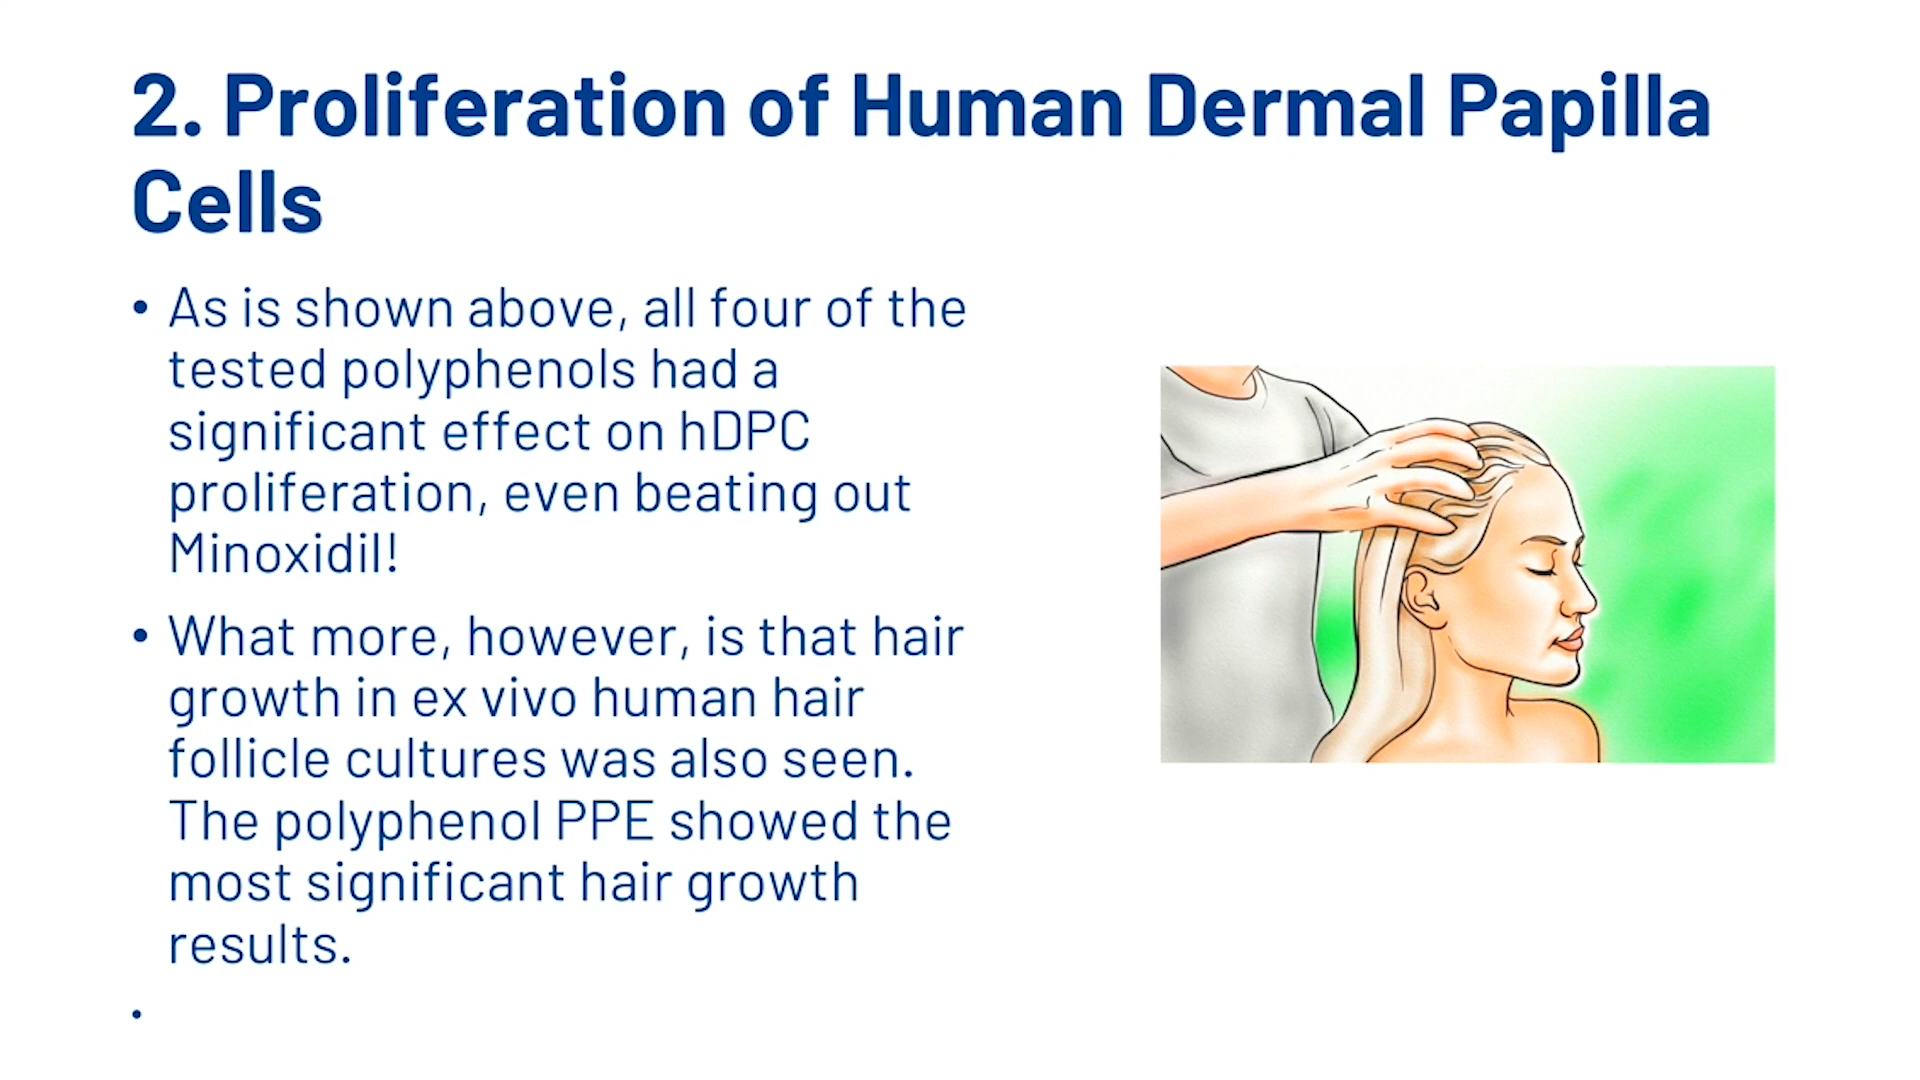 2. Proliferation of Human Dermal Papilla
Cells
• As is shown above, all four of the
tested polyphenols had a
significant effect on hDPC
proliferation, even beating out
Minoxidil!
• What more, however, is that hair
growth in ex vivo human hair
follicle cultures was also seen.
The polyphenol PPE showed the
most significant hair growth
results.
•